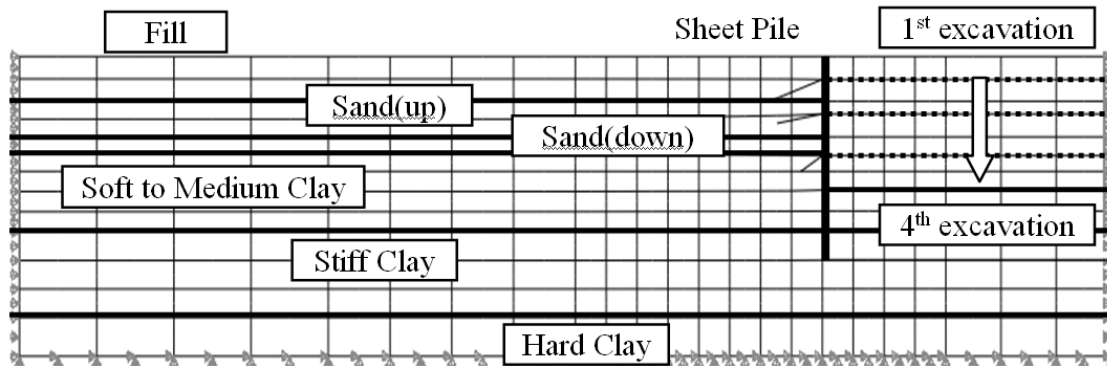 Fill
Sheet Pile
1st excavation
Sand(up)
Sand(down)
Soft to Medium Clay
4th excavation
Stiff Clay
Hard Clay